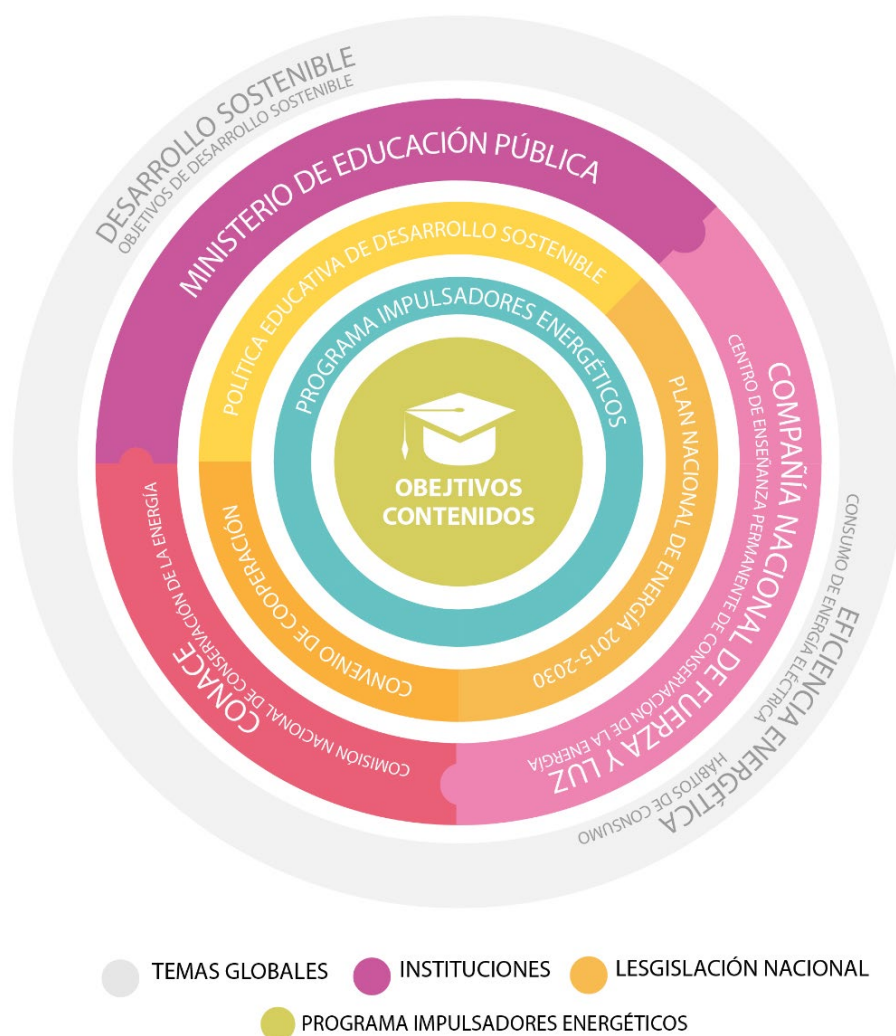 DESARROLLO SOSTENIBLE
OBJETIVOS DE DESARROLLO SOSTENIBLE
MINISTERIO DE EDUCACIÓN PÚBLICA
POLÍTICA EDUCATIVA DE DESARROLLO SOSTENIBLE
PROGRAMA IMPULSADORES ENERGÉTICOS
OBEJTIVOS
CONTENIDOS
PLAN NACIONAL DE ENERGÍA 2015-2030
COMPAÑÍA NACIONAL DE FUERZA Y LUZ
CENTRO DE ENSEÑANZA PERMANENTE DE CONSERVACIÓN DE LA ENERGÍA
CONVENIO DE COOPERACIÓN
CONACE
COMISIÓN NACIONAL DE CONSERVACIÓN DE LA ENERGÍA
EFICIENCIA ENERGÉTICA
CONSUMO DE ENERGÍA ELÉCTRICA
HÁBITOS DE CONSUMO
TEMAS GLOBALES
INSTITUCIONES
LESGISLACIÓN NACIONAL
PROGRAMA IMPULSADORES ENERGÉTICOS